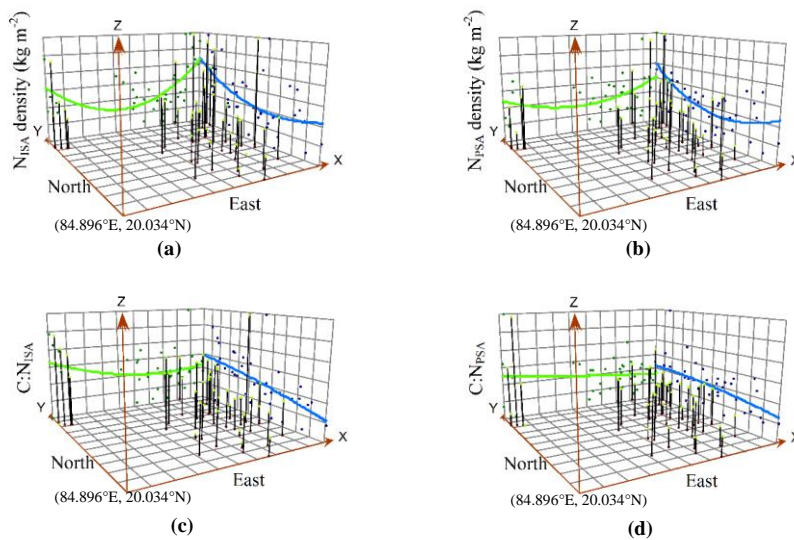 Z
N_ISA density (kg m⁻²)
Y
X
North
East
(84.896°E, 20.034°N)
(a)
Z
N_PSA density (kg m⁻²)
Y
X
North
East
(84.896°E, 20.034°N)
(b)
Z
C:N_ISA
Y
X
North
East
(84.896°E, 20.034°N)
(c)
Z
C:N_PSA
Y
X
North
East
(84.896°E, 20.034°N)
(d)